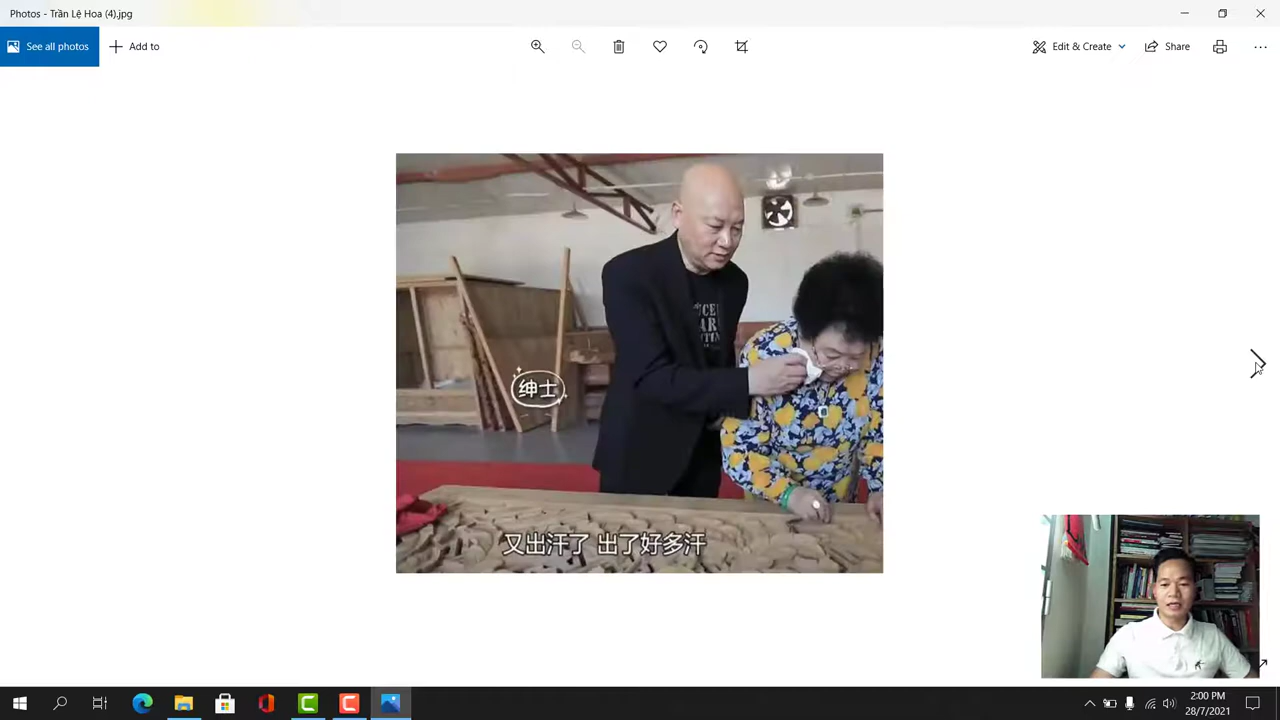 Photos - Trần Lệ Hoa (4).jpg
See all photos
Add to
Edit & Create
Share
绅士
又出汗了 出了好多汗
2:00 PM
28/7/2021